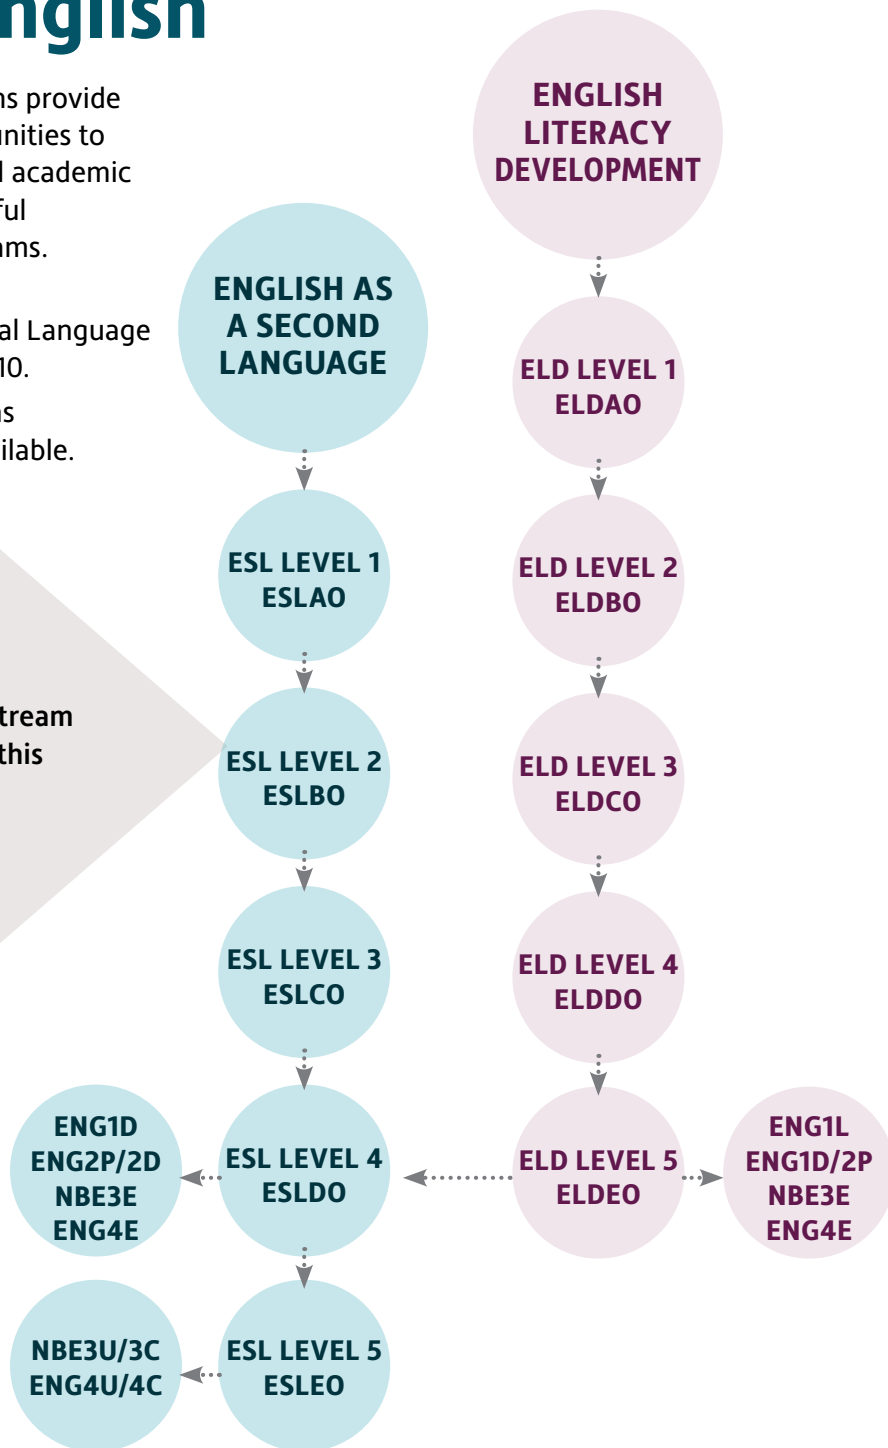 nglish
ns provide
unities to
l academic
ful
ams.
al Language
10.
ns
ilable.
tream
this
ENGLISH AS
A SECOND
LANGUAGE
ESL LEVEL 1
ESLAO
ESL LEVEL 2
ESLBO
ESL LEVEL 3
ESLCO
ESL LEVEL 4
ESLDO
ENG1D
ENG2P/2D
NBE3E
ENG4E
ESL LEVEL 5
ESLEO
NBE3U/3C
ENG4U/4C
ENGLISH
LITERACY
DEVELOPMENT
ELD LEVEL 1
ELDAO
ELD LEVEL 2
ELDBO
ELD LEVEL 3
ELDCO
ELD LEVEL 4
ELDDO
ELD LEVEL 5
ELDEO
ENG1L
ENG1D/2P
NBE3E
ENG4E